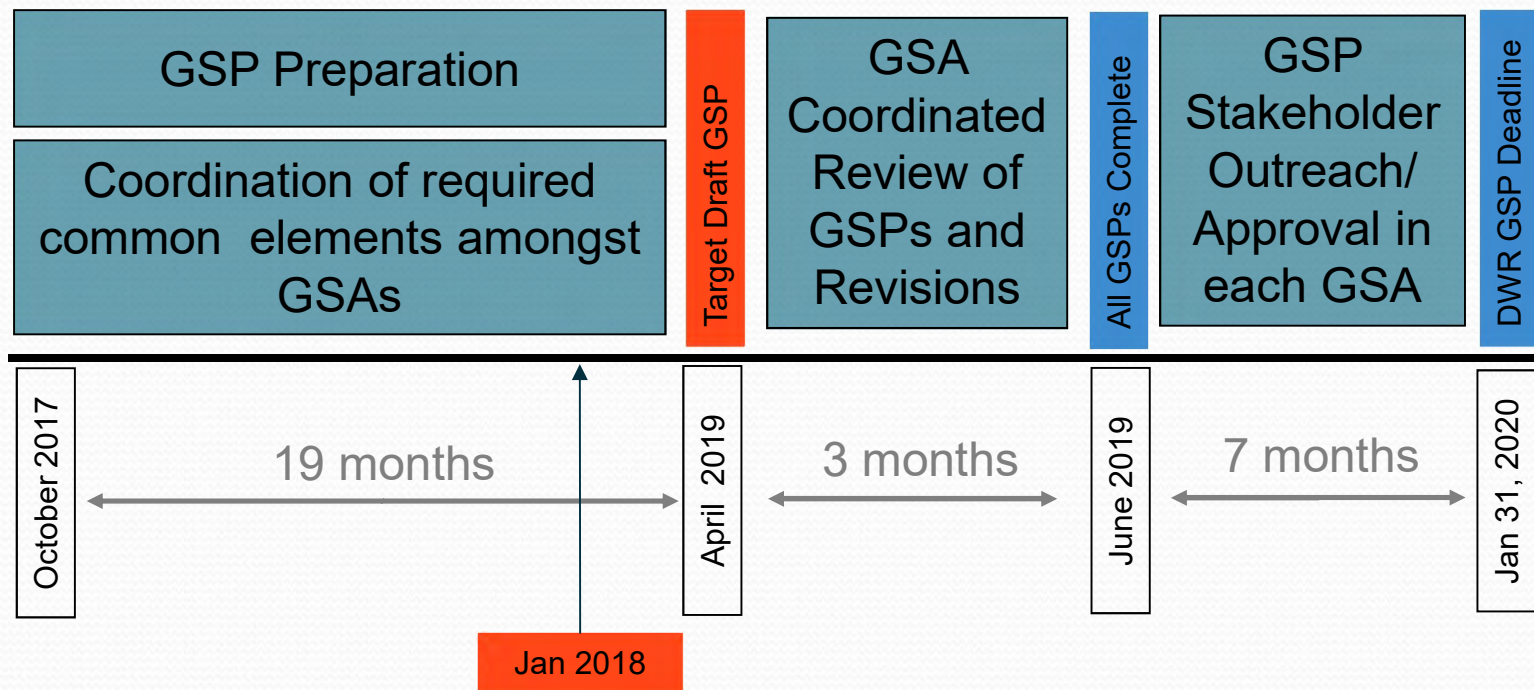 GSP Preparation
Coordination of required
common elements amongst
GSAs
Target Draft GSP
GSA
Coordinated
Review of
GSPs and
Revisions
All GSPs Complete
GSP
Stakeholder
Outreach/
Approval in
each GSA
DWR GSP Deadline
October 2017
19 months
April 2019
3 months
June 2019
7 months
Jan 31, 2020
Jan 2018